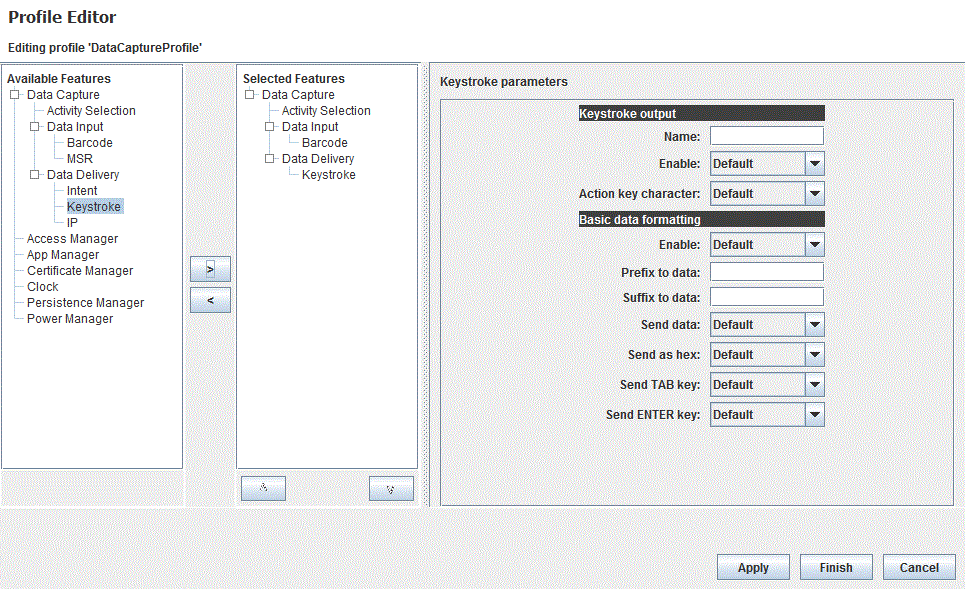 Profile Editor
Editing profile 'DataCaptureProfile'
Available Features
Data Capture
Activity Selection
Data Input
Barcode
MSR
Data Delivery
Intent
Keystroke
IP
Access Manager
App Manager
Certificate Manager
Clock
Persistence Manager
Power Manager
>
<
Selected Features
Data Capture
Activity Selection
Data Input
Barcode
Data Delivery
Keystroke
Keystroke parameters
Keystroke output
Name:
Enable: Default
Action key character: Default
Basic data formatting
Enable: Default
Prefix to data:
Suffix to data:
Send data: Default
Send as hex: Default
Send TAB key: Default
Send ENTER key: Default
Apply Finish Cancel